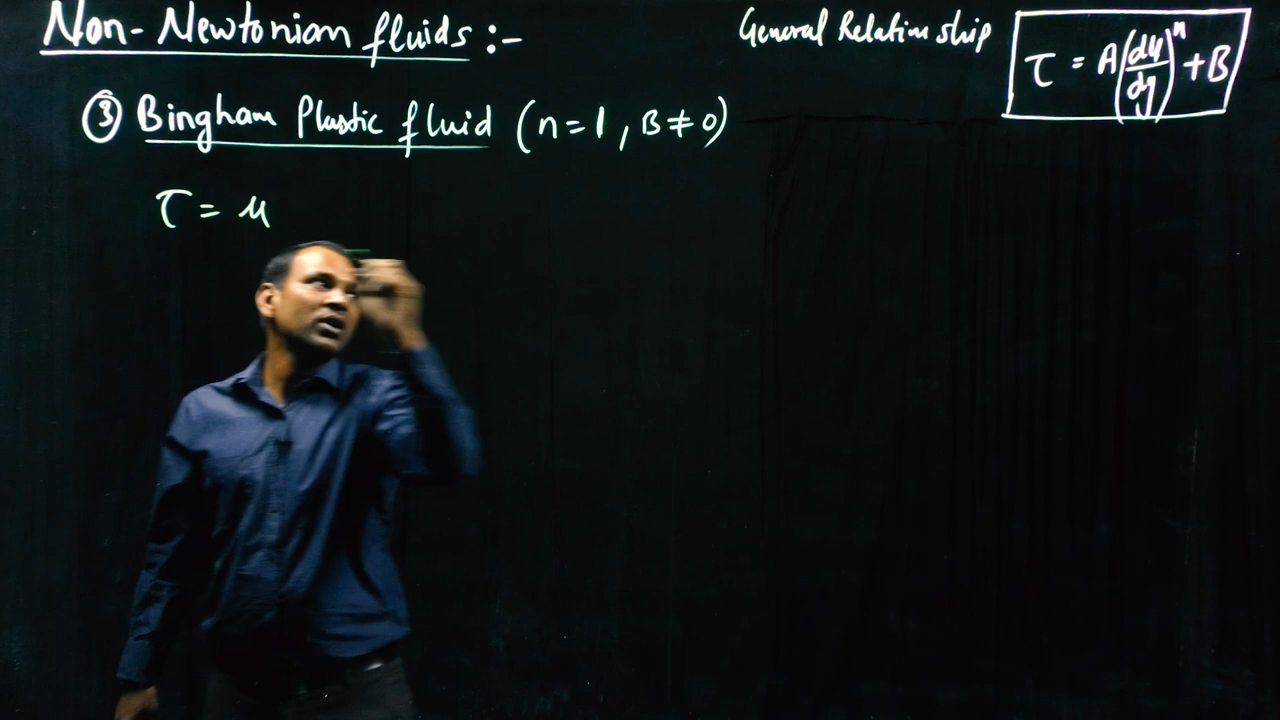 Non-Newtonian fluids :-
General Relationship τ = A(du/dy)^n + B
③ Bingham Plastic fluid (n=1, B≠0)
τ = μ